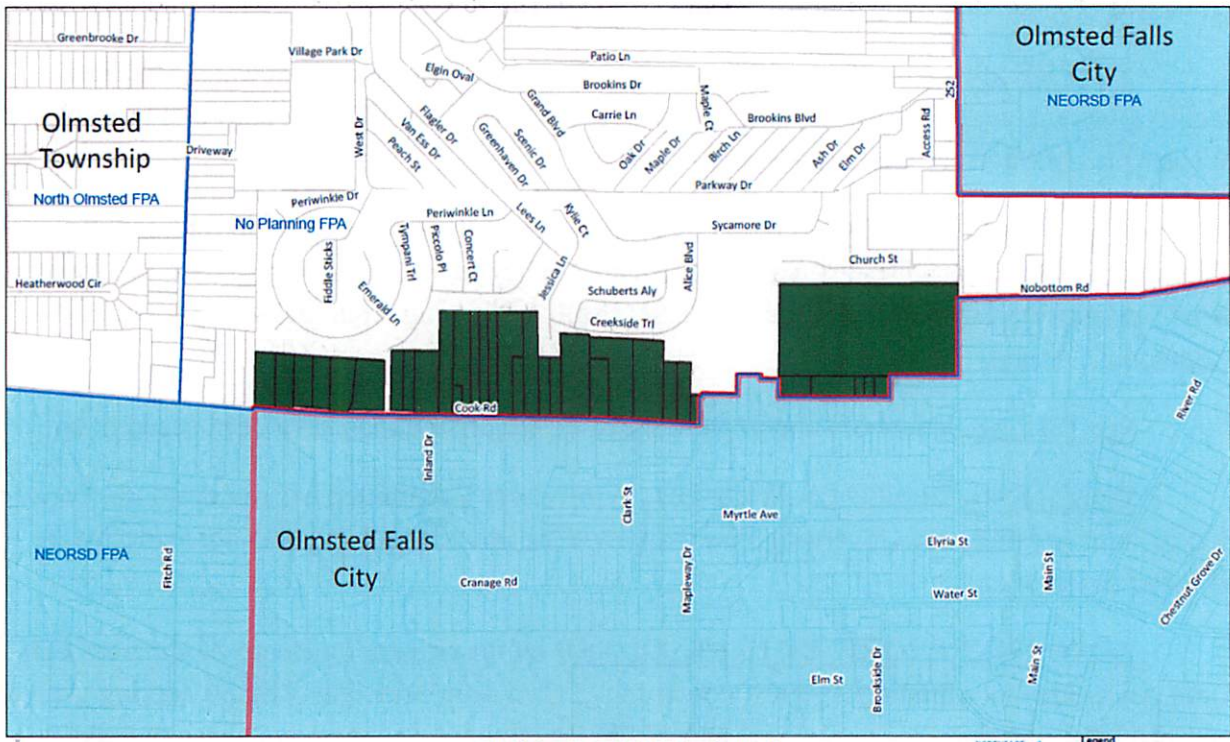 Greenbrooke Dr
Village Park Dr
Patio Ln
Olmsted Falls
City
NEORSD FPA
252
Elgin Oval
Brookins Dr
Grand Blvd
Carrie Ln
Maple Ct
Brookins Blvd
Access Rd
Olmsted
Township
Driveway
West Dr
Flagler Dr
Van Ess Dr
Peach St
Greenhaven Dr
Scenic Dr
Oak Dr
Maple Dr
Birch Ln
Ash Dr
Elm Dr
North Olmsted FPA
Periwinkle Dr
Parkway Dr
No Planning FPA
Periwinkle Ln
Lees Ln
Kylie Ct
Sycamore Dr
Fiddle Sticks
Tympani Trl
Piccolo Pl
Concert Ct
Jessica Ln
Alice Blvd
Church St
Heatherwood Cir
Emerald Ln
Schuberts Aly
Nobottom Rd
Creekside Trl
Cook Rd
River Rd
Inland Dr
Clark St
Myrtle Ave
Olmsted Falls
City
NEORSD FPA
Fitch Rd
Cranage Rd
Mapleway Dr
Elyria St
Water St
Main St
Chestnut Grove Dr
Elm St
Brookside Dr
Main St
Legend